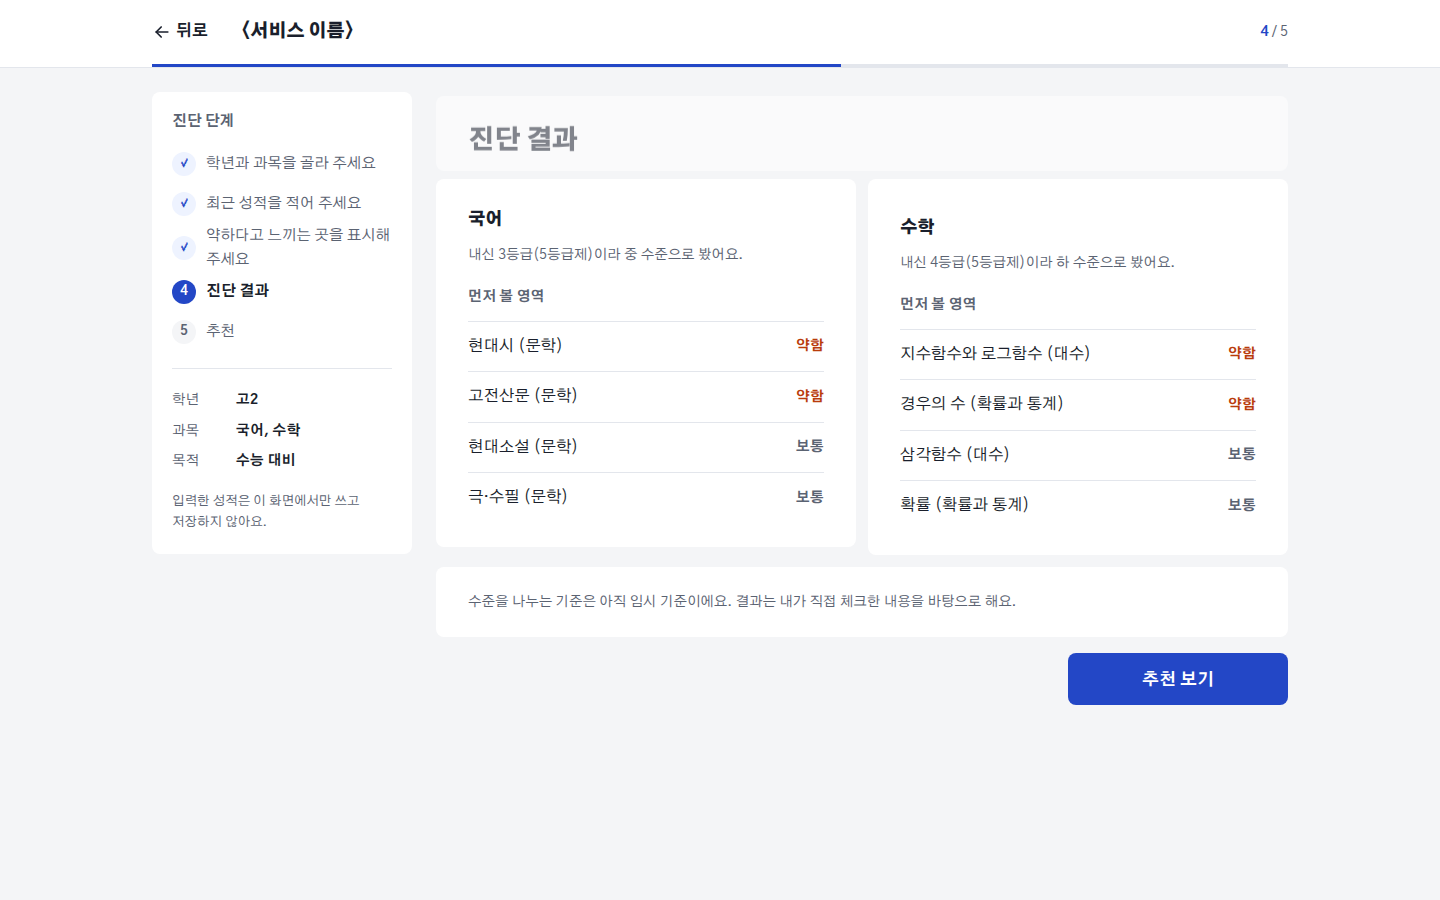 뒤로
〈서비스 이름〉
4 / 5
진단 단계
학년과 과목을 골라 주세요
최근 성적을 적어 주세요
약하다고 느끼는 곳을 표시해
주세요
4 진단 결과
5 추천
학년 고2
과목 국어, 수학
목적 수능 대비
입력한 성적은 이 화면에서만 쓰고
저장하지 않아요.
진단 결과
국어
내신 3등급(5등급제)이라 중 수준으로 봤어요.
먼저 볼 영역
현대시 (문학) 약함
고전산문 (문학) 약함
현대소설 (문학) 보통
극·수필 (문학) 보통
수학
내신 4등급(5등급제)이라 하 수준으로 봤어요.
먼저 볼 영역
지수함수와 로그함수 (대수) 약함
경우의 수 (확률과 통계) 약함
삼각함수 (대수) 보통
확률 (확률과 통계) 보통
수준을 나누는 기준은 아직 임시 기준이에요. 결과는 내가 직접 체크한 내용을 바탕으로 해요.
추천 보기